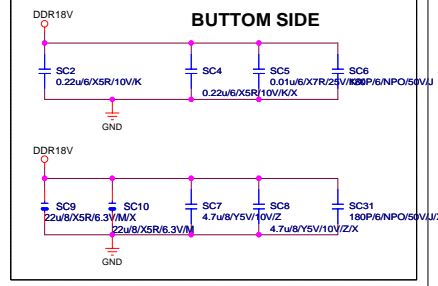 DDR18V
BUTTOM SIDE
SC2
0.22u/6/X5R/10V/K
SC4
0.22u/6/X5R/10V/K/X
SC5
0.01u/6/X7R/25V/K
SC6
180P/6/NPO/50V/J
GND
DDR18V
SC9
22u/8/X5R/6.3V/M/X
SC10
22u/8/X5R/6.3V/M
SC7
4.7u/8/Y5V/10V/Z
SC8
4.7u/8/Y5V/10V/Z/X
SC31
180P/6/NPO/50V/J/X
GND